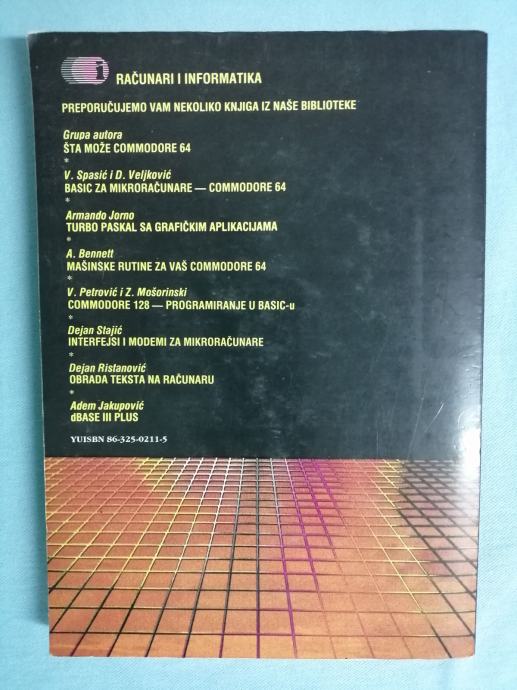 i
RAČUNARI I INFORMATIKA
PREPORUČUJEMO VAM NEKOLIKO KNJIGA IZ NAŠE BIBLIOTEKE
Grupa autora
ŠTA MOŽE COMMODORE 64
*
V. Spasić i D. Veljković
BASIC ZA MIKRORAČUNARE — COMMODORE 64
*
Armando Jorno
TURBO PASKAL SA GRAFIČKIM APLIKACIJAMA
*
A. Bennett
MAŠINSKE RUTINE ZA VAŠ COMMODORE 64
*
V. Petrović i Z. Mošorinski
COMMODORE 128 — PROGRAMIRANJE U BASIC-u
*
Dejan Stajić
INTERFEJSI I MODEMI ZA MIKRORAČUNARE
*
Dejan Ristanović
OBRADA TEKSTA NA RAČUNARU
*
Adem Jakupović
dBASE III PLUS
YUISBN 86-325-0211-5